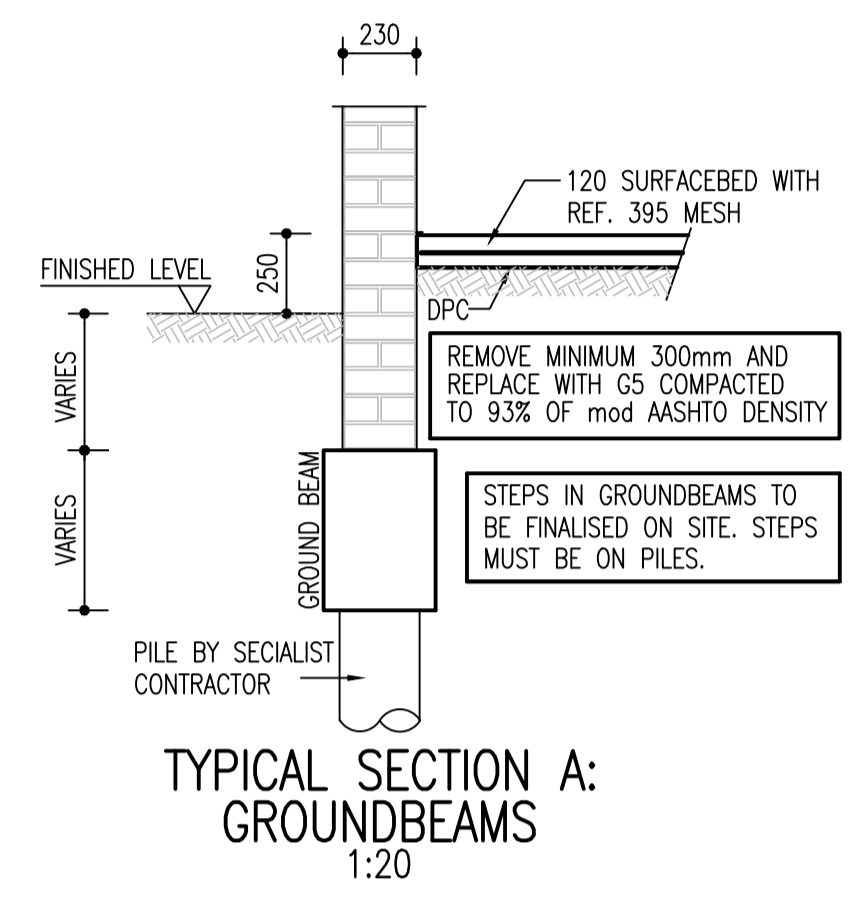 230
120 SURFACEBED WITH
REF. 395 MESH
250
FINISHED LEVEL
DPC
VARIES
REMOVE MINIMUM 300mm AND
REPLACE WITH G5 COMPACTED
TO 93% OF mod AASHTO DENSITY
GROUND BEAM
VARIES
STEPS IN GROUNDBEAMS TO
BE FINALISED ON SITE. STEPS
MUST BE ON PILES.
PILE BY SECIALIST
CONTRACTOR
TYPICAL SECTION A:
GROUNDBEAMS
1:20